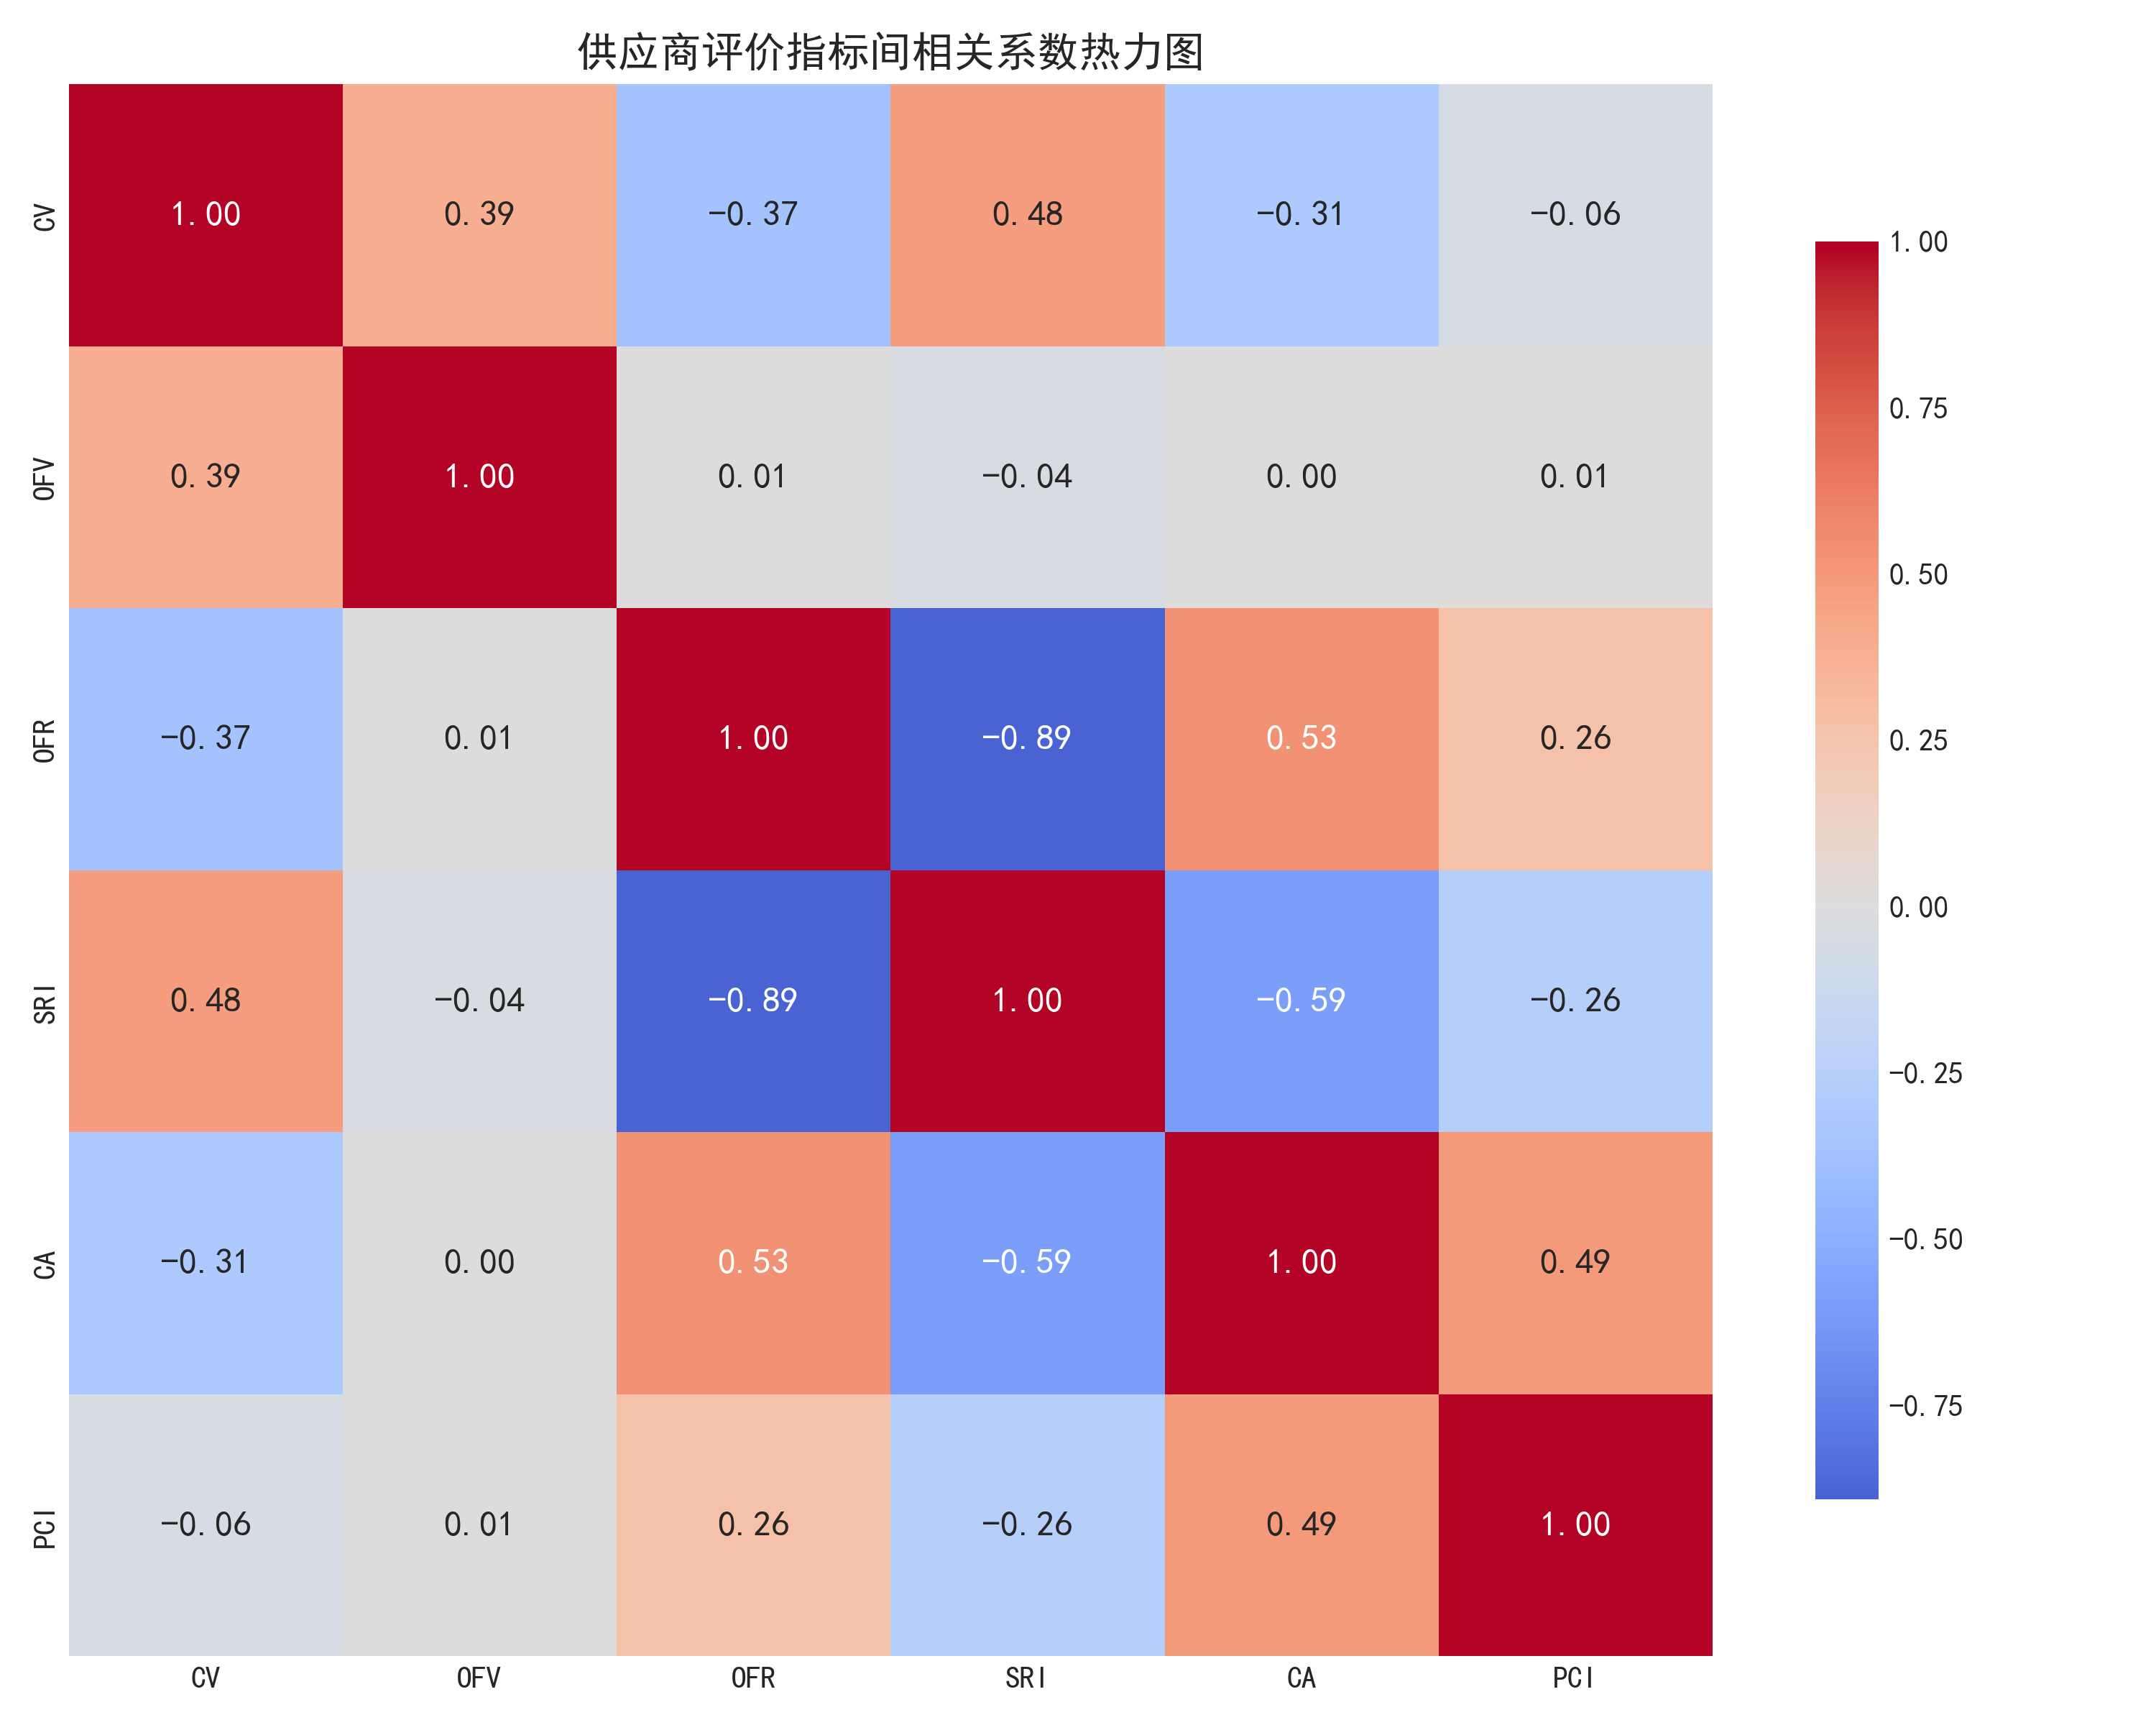 供应商评价指标间相关系数热力图
CV 1.00 0.39 -0.37 0.48 -0.31 -0.06
OFV 0.39 1.00 0.01 -0.04 0.00 0.01
OFR -0.37 0.01 1.00 -0.89 0.53 0.26
SRI 0.48 -0.04 -0.89 1.00 -0.59 -0.26
CA -0.31 0.00 0.53 -0.59 1.00 0.49
PCI -0.06 0.01 0.26 -0.26 0.49 1.00
CV OFV OFR SRI CA PCI
1.00
0.75
0.50
0.25
0.00
-0.25
-0.50
-0.75